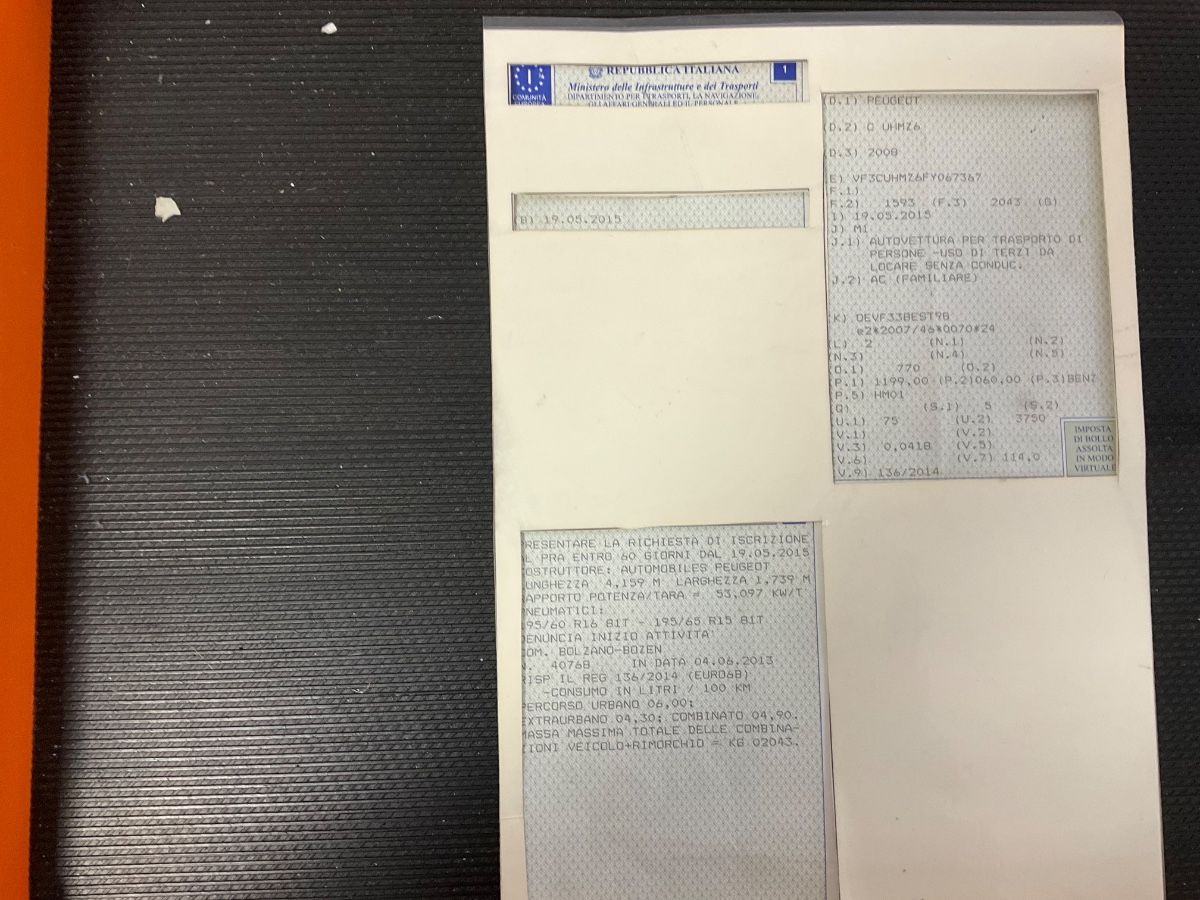 REPUBBLICA ITALIANA
1
Ministero delle Infrastrutture e dei Trasporti
COMUNITÀ
DIPARTIMENTO PER I TRASPORTI, LA NAVIGAZIONE,
GLI AFFARI GENERALI ED IL PERSONALE
(B) 19.05.2015
RESENTARE LA RICHIESTA DI ISCRIZIONE
L PRA ENTRO 60 GIORNI DAL 19.05.2015
OSTRUTTORE: AUTOMOBILES PEUGEOT
UNGHEZZA 4,159 M LARGHEZZA 1,739 M
APPORTO POTENZA/TARA = 53,097 KW/T
NEUMATICI:
95/60 R16 81T - 195/65 R15 81T
DENUNCIA INIZIO ATTIVITA'
COM. BOLZANO-BOZEN
N. 40768 IN DATA 04.06.2013
RISP IL REG 136/2014 (EURO6B)
-CONSUMO IN LITRI / 100 KM
PERCORSO URBANO 06,00;
EXTRAURBANO 04,30; COMBINATO 04,90.
MASSA MASSIMA TOTALE DELLE COMBINA-
ZIONI VEICOLO+RIMORCHIO = KG 02043.
(D.1) PEUGEOT
(D.2) C UHMZ6
(D.3) 2008
(E) VF3CUHMZ6FY067367
(F.1)
(F.2) 1593 (F.3) 2043 (G)
(I) 19.05.2015
(J) M1
(J.1) AUTOVETTURA PER TRASPORTO DI
PERSONE -USO DI TERZI DA
LOCARE SENZA CONDUC.
(J.2) AC (FAMILIARE)
(K) OEVF33BEST98
e2*2007/46*0070*24
(L) 2 (N.1) (N.2)
(N.3) (N.4) (N.5)
(O.1) 770 (O.2)
(P.1) 1199,00 (P.2)060,00 (P.3)BENZ
(P.5) HM01
(Q) (S.1) 5 (S.2)
(U.1) 75 (U.2) 3750
(V.1) (V.2)
(V.3) 0,0418 (V.5)
(V.6) (V.7) 114,0
(V.9) 136/2014
IMPOSTA
DI BOLLO
ASSOLTA
IN MODO
VIRTUALE